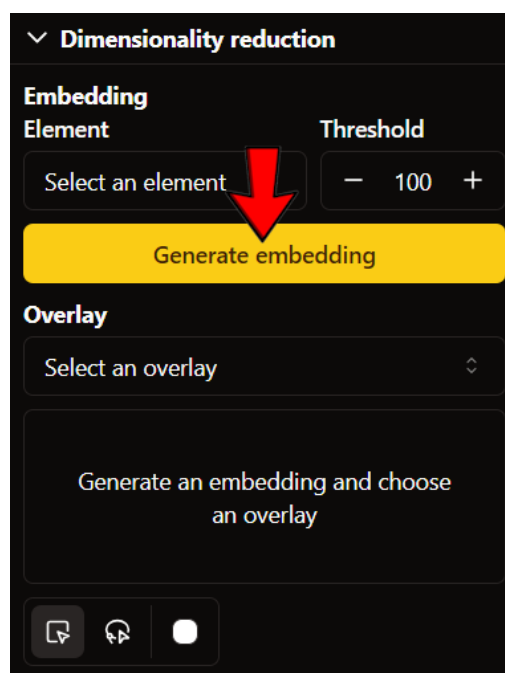 Dimensionality reduction
Embedding
Element Threshold
Select an element − 100 +
Generate embedding
Overlay
Select an overlay
Generate an embedding and choose
an overlay